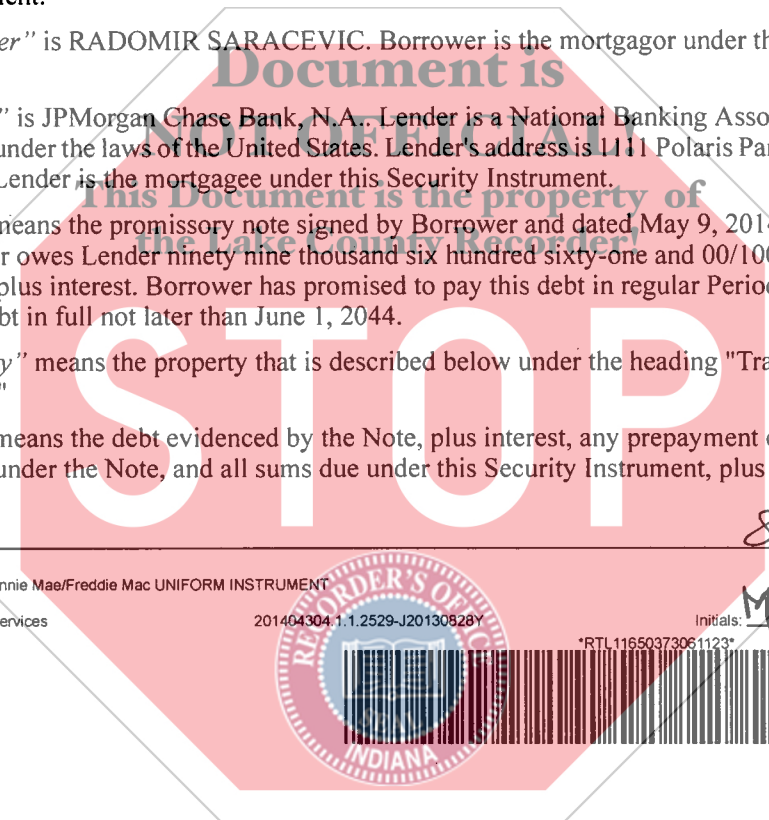 ment.
er” is RADOMIR SARACEVIC. Borrower is the mortgagor under th
Document is
” is JPMorgan Chase Bank, N.A.. Lender is a National Banking Asso
NOT OFFICIAL!
under the laws of the United States. Lender's address is 1111 Polaris Par
Lender is the mortgagee under this Security Instrument.
This Document is the property of
means the promissory note signed by Borrower and dated May 9, 2014
the Lake County Recorder!
r owes Lender ninety nine thousand six hundred sixty-one and 00/100
plus interest. Borrower has promised to pay this debt in regular Perio
bt in full not later than June 1, 2044.
y” means the property that is described below under the heading "Tra
"
STOP
means the debt evidenced by the Note, plus interest, any prepayment
under the Note, and all sums due under this Security Instrument, plus
nnie Mae/Freddie Mac UNIFORM INSTRUMENT
ervices 201404304.1.1.2529-J20130828Y Initials: M
*RTL11650373061123*
RECORDER'S OFFICE
SEAL
INDIANA